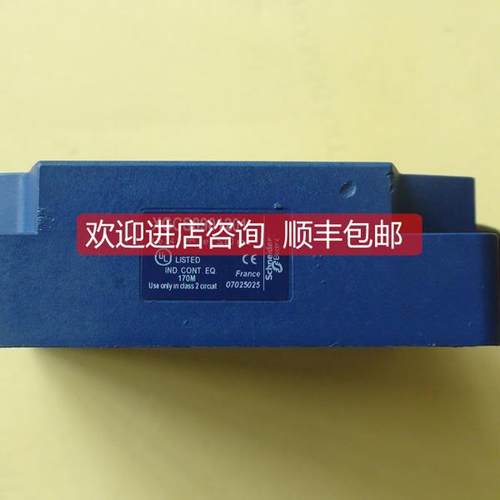 欢迎进店咨询 顺丰包邮
UL
LISTED
IND CONT. EQ
170M
Use only in class 2 circuit
CE
France
07025025
Schneider
Electric